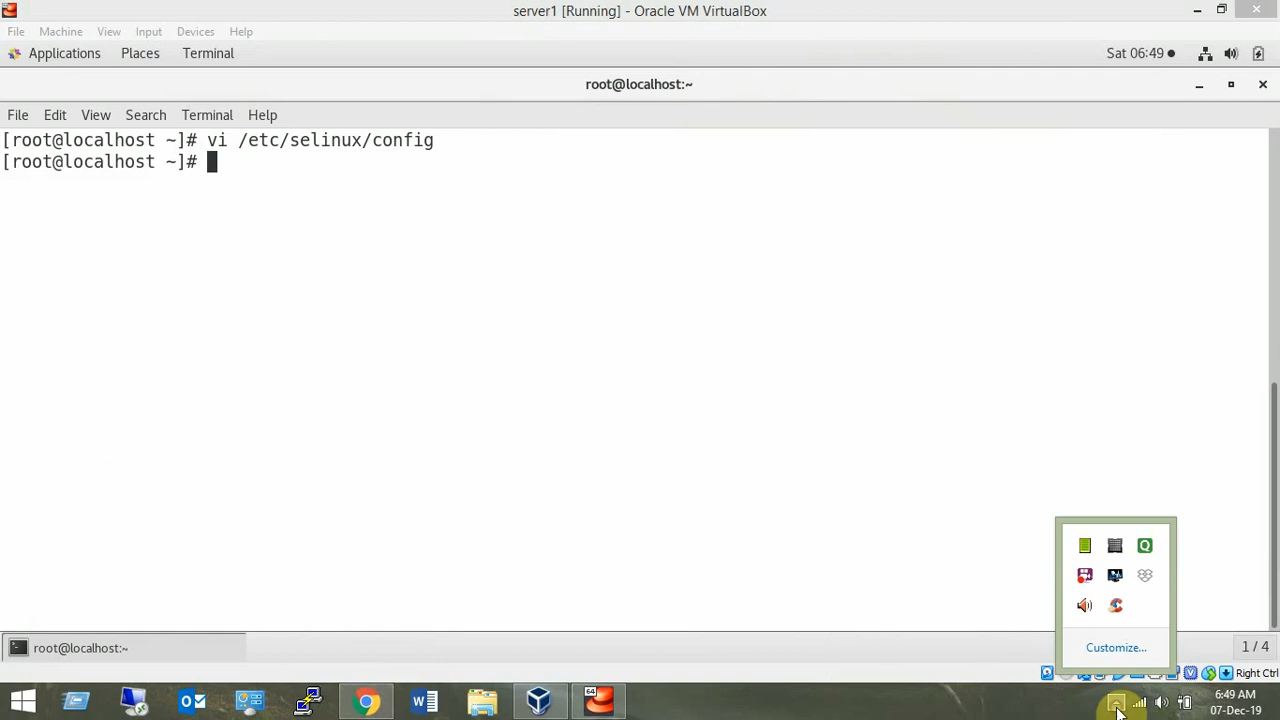 server1 [Running] - Oracle VM VirtualBox
File Machine View Input Devices Help
Applications Places Terminal Sat 06:49
root@localhost:~
File Edit View Search Terminal Help
[root@localhost ~]# vi /etc/selinux/config
[root@localhost ~]#
Q
Customize...
root@localhost:~ 1 / 4
Right Ctrl
64
6:49 AM
07-Dec-19